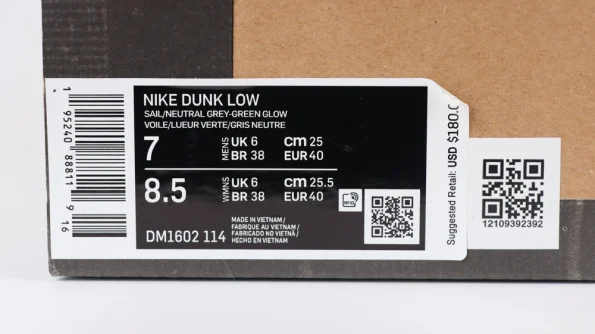 NIKE DUNK LOW
SAIL/NEUTRAL GREY-GREEN GLOW
VOILE/LUEUR VERTE/GRIS NEUTRE
7 MENS UK 6 cm 25
BR 38 EUR 40
8.5 WMNS UK 6 cm 25.5
BR 38 EUR 40
DM1602 114
MADE IN VIETNAM /
FABRIQUE AU VIETNAM /
FABRICADO NO VIETNÃ /
HECHO EN VIETNAM
1 95240 88811 9 16
Suggested Retail: USD $180.
12109392392